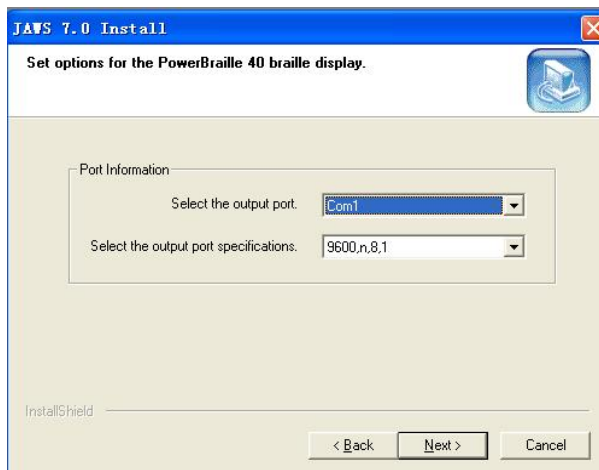 JAWS 7.0 Install
Set options for the PowerBraille 40 braille display.
Port Information
Select the output port.
Com1
Select the output port specifications.
9600,n,8,1
InstallShield
< Back
Next >
Cancel